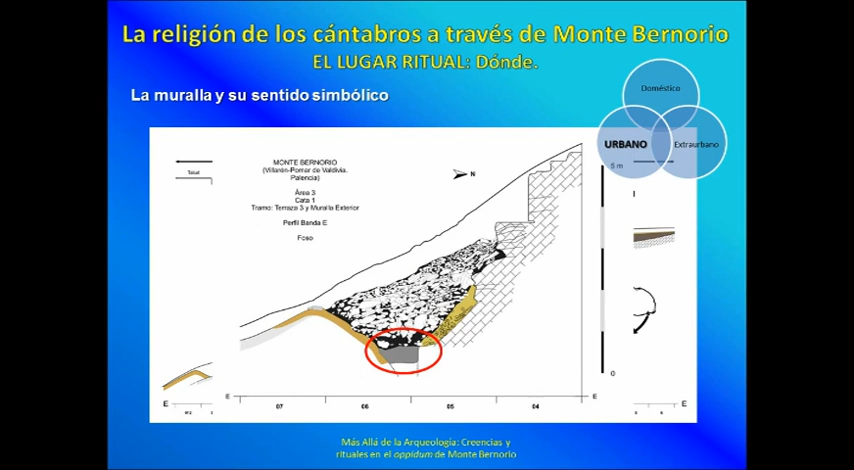 La religión de los cántabros a través de Monte Bernorio
EL LUGAR RITUAL: Dónde.
La muralla y su sentido simbólico
Doméstico
URBANO
Extraurbano
Total
MONTE BERNORIO
(Villarén-Pomar de Valdivia.
Palencia)
Área 3
Cata 1
Tramo: Terraza 3 y Muralla Exterior
Perfil Banda E
Foso
N
5 m
0
E
E
E
E
07
06
05
04
Más Allá de la Arqueología: Creencias y
rituales en el oppidum de Monte Bernorio